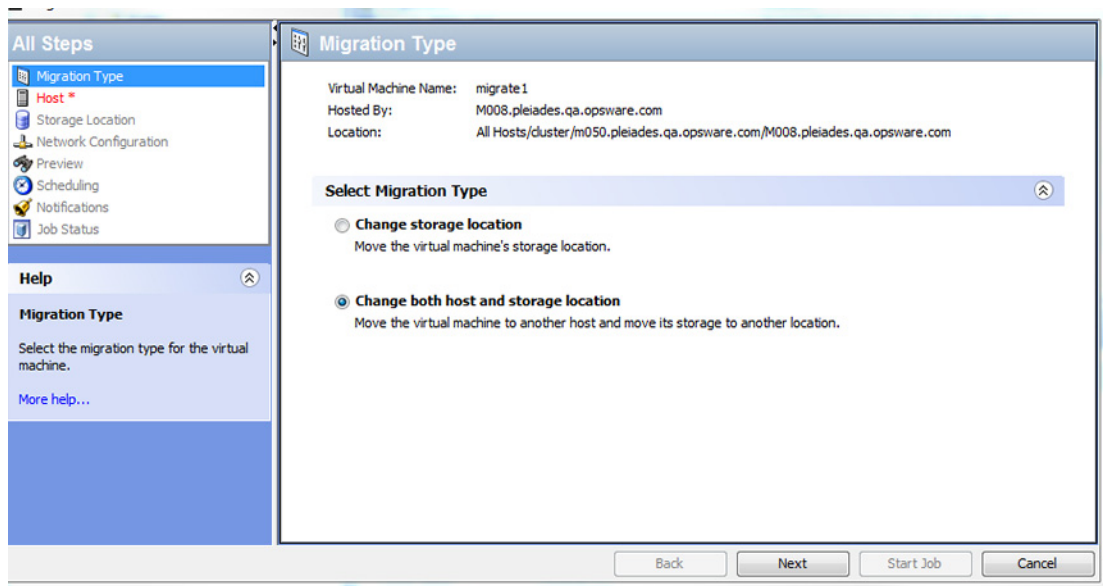 All Steps
Migration Type
Host *
Storage Location
Network Configuration
Preview
Scheduling
Notifications
Job Status
Help
Migration Type
Select the migration type for the virtual
machine.
More help...
Migration Type
Virtual Machine Name: migrate1
Hosted By: M008.pleiades.qa.opsware.com
Location: All Hosts/cluster/m050.pleiades.qa.opsware.com/M008.pleiades.qa.opsware.com
Select Migration Type
Change storage location
Move the virtual machine's storage location.
Change both host and storage location
Move the virtual machine to another host and move its storage to another location.
Back Next Start Job Cancel